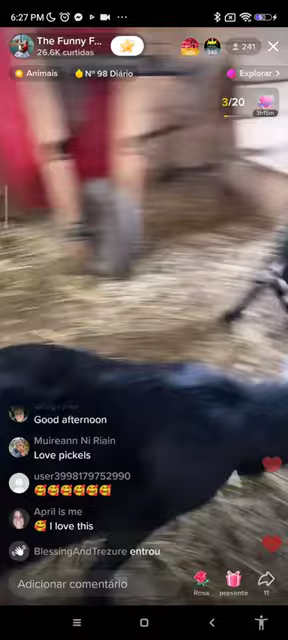 6:27 PM
The Funny F...
26.6K curtidas
241
Animais
Nº 98 Diário
Explorar >
3/20
3h15m
Good afternoon
Muireann Ni Riain
Love pickels
user3998179752990
🥰🥰🥰🥰🥰🥰
April is me
🥰 I love this
BlessingAndTrezure entrou
Adicionar comentário
Rosa
presente